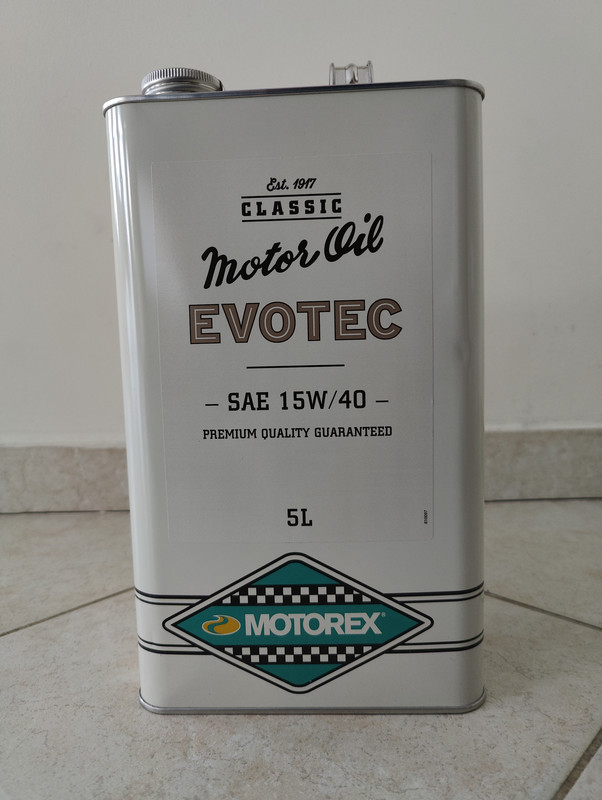 Est. 1917
CLASSIC
Motor Oil
EVOTEC
– SAE 15W/40 –
PREMIUM QUALITY GUARANTEED
5L
MOTOREX®